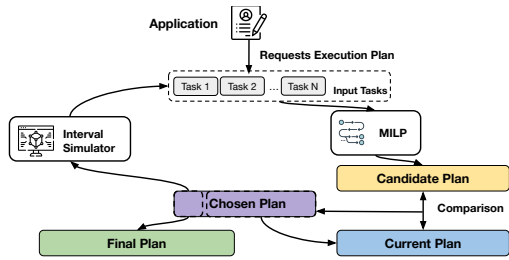 Application
Requests Execution Plan
Task 1 Task 2 ... Task N Input Tasks
Interval
Simulator
MILP
Candidate Plan
Chosen Plan
Comparison
Final Plan
Current Plan